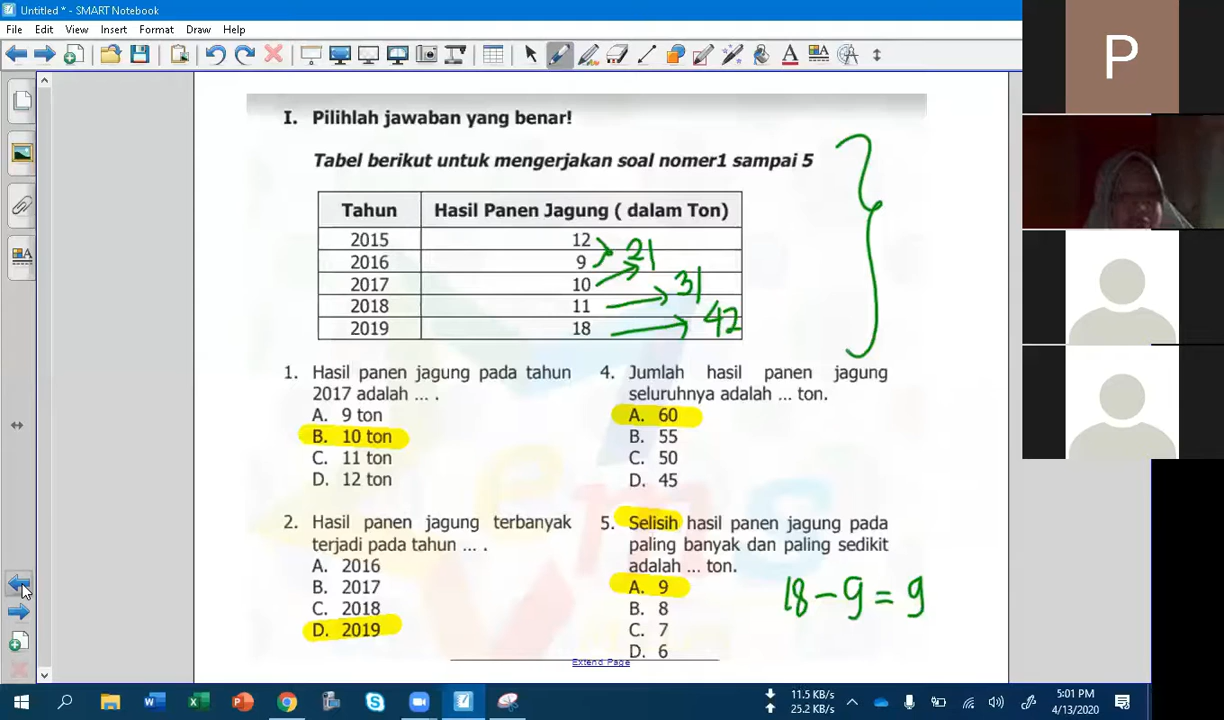 Untitled * - SMART Notebook
File Edit View Insert Format Draw Help
P
I. Pilihlah jawaban yang benar!
Tabel berikut untuk mengerjakan soal nomer1 sampai 5
Tahun Hasil Panen Jagung ( dalam Ton)
2015 12
2016 9 21
2017 10 31
2018 11 42
2019 18
1. Hasil panen jagung pada tahun
2017 adalah ... .
A. 9 ton
B. 10 ton
C. 11 ton
D. 12 ton
2. Hasil panen jagung terbanyak
terjadi pada tahun ... .
A. 2016
B. 2017
C. 2018
D. 2019
4. Jumlah hasil panen jagung
seluruhnya adalah ... ton.
A. 60
B. 55
C. 50
D. 45
5. Selisih hasil panen jagung pada
paling banyak dan paling sedikit
adalah ... ton.
A. 9
B. 8
C. 7
D. 6
18 - 9 = 9
Extend Page
11.5 KB/s
25.2 KB/s
5:01 PM
4/13/2020